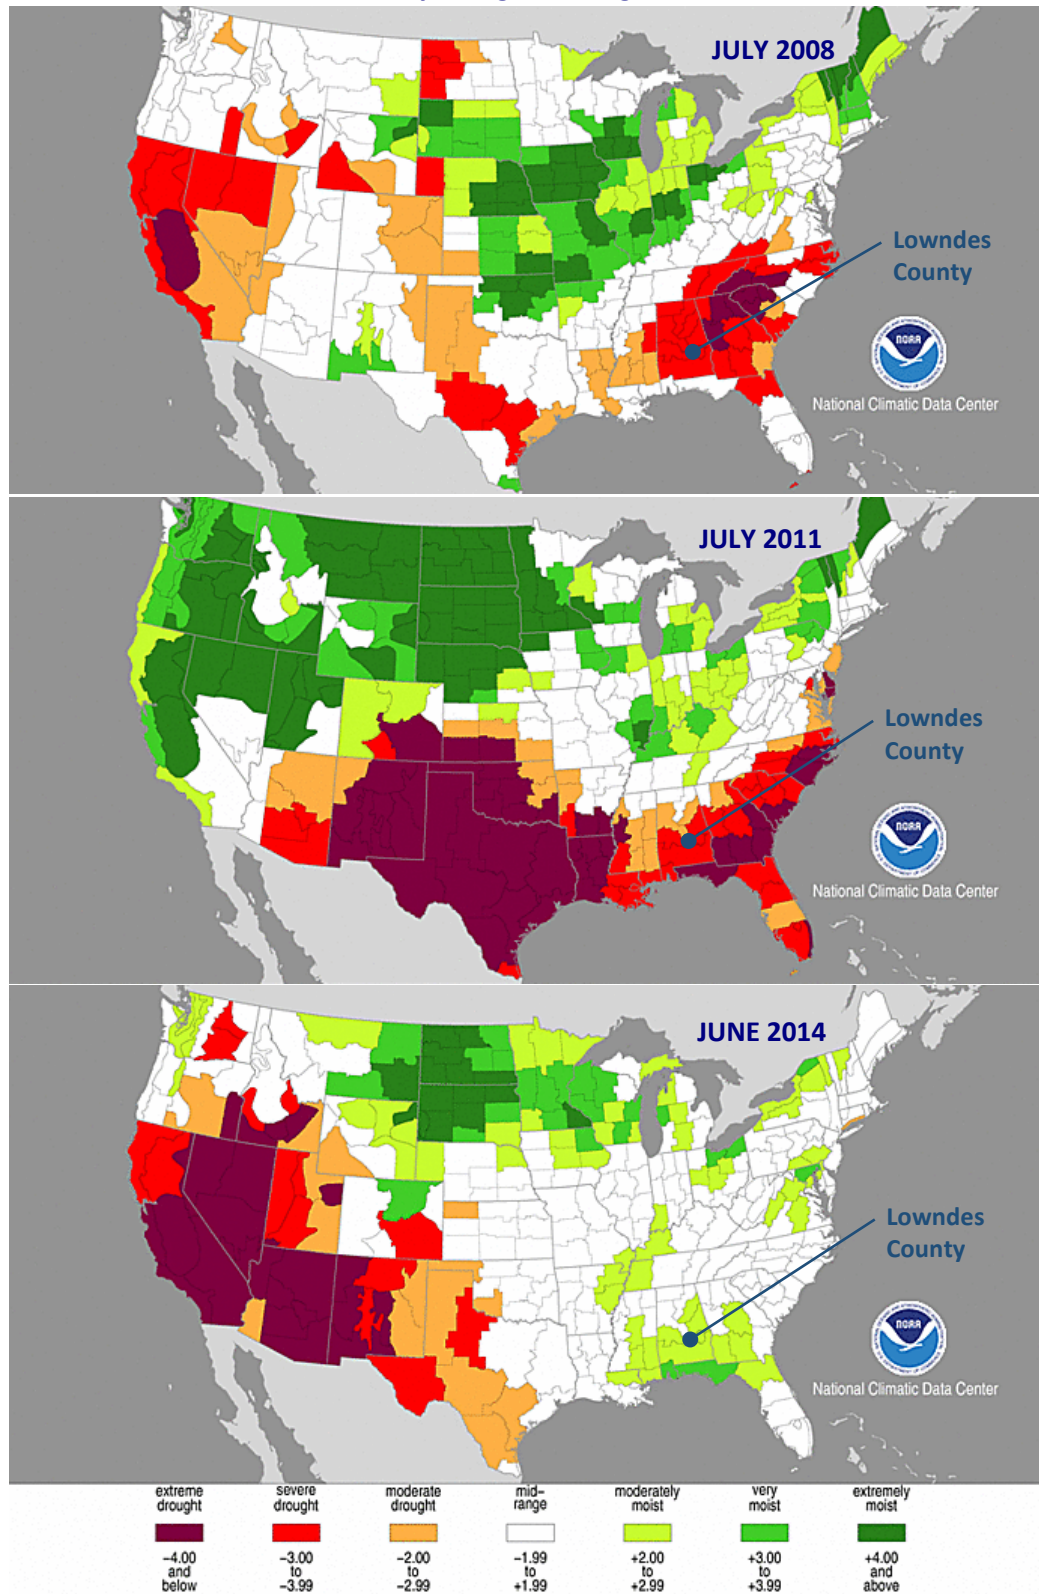 JULY 2008
Lowndes
County
NOAA
National Climatic Data Center
JULY 2011
Lowndes
County
NOAA
National Climatic Data Center
JUNE 2014
Lowndes
County
NOAA
National Climatic Data Center
extreme drought
severe drought
moderate drought
mid-range
moderately moist
very moist
extremely moist
−4.00 and below
−3.00 to −3.99
−2.00 to −2.99
−1.99 to +1.99
+2.00 to +2.99
+3.00 to +3.99
+4.00 and above